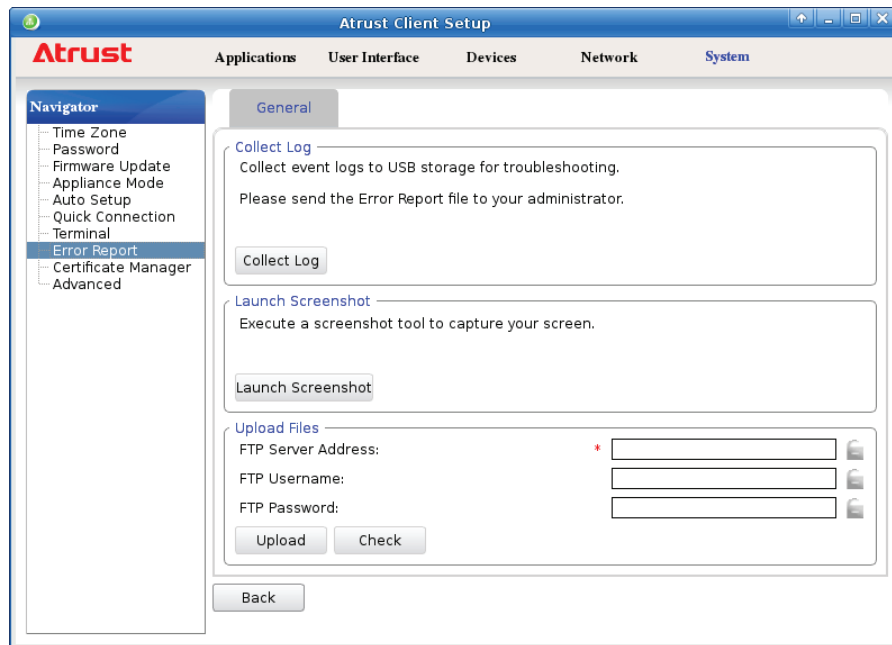 Atrust Client Setup
Atrust
Applications User Interface Devices Network System
Navigator
Time Zone
Password
Firmware Update
Appliance Mode
Auto Setup
Quick Connection
Terminal
Error Report
Certificate Manager
Advanced
General
Collect Log
Collect event logs to USB storage for troubleshooting.
Please send the Error Report file to your administrator.
Collect Log
Launch Screenshot
Execute a screenshot tool to capture your screen.
Launch Screenshot
Upload Files
FTP Server Address: *
FTP Username:
FTP Password:
Upload Check
Back